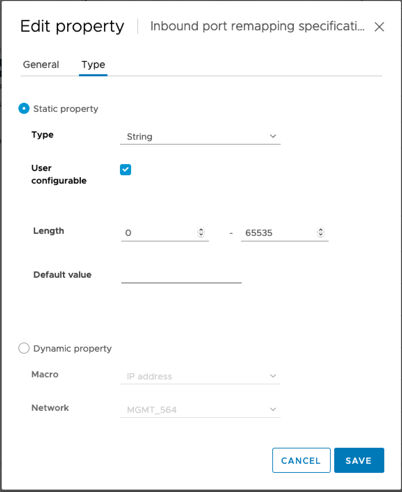 Edit property
Inbound port remapping specificati...
General
Type
Static property
Type
String
User
configurable
Length
0
-
65535
Default value
Dynamic property
Macro
IP address
Network
MGMT_564
CANCEL
SAVE